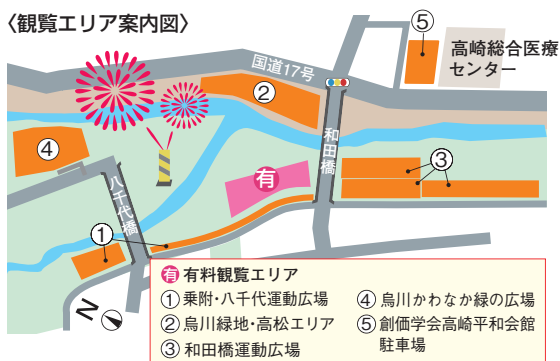 〈観覧エリア案内図〉
国道17号
⑤
高崎総合医療
センター
②
④
和田橋
③
有
八千代橋
①
N
有 有料観覧エリア
① 乗附・八千代運動広場
② 烏川緑地・高松エリア
③ 和田橋運動広場
④ 烏川かわなか緑の広場
⑤ 創価学会高崎平和会館
駐車場